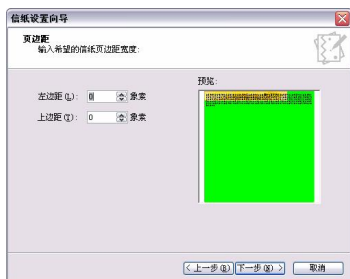 信纸设置向导
页边距
输入希望的信纸页边距宽度:
预览:
左边距(L): 0 象素
上边距(T): 0 象素
< 上一步(B) 下一步(N) > 取消